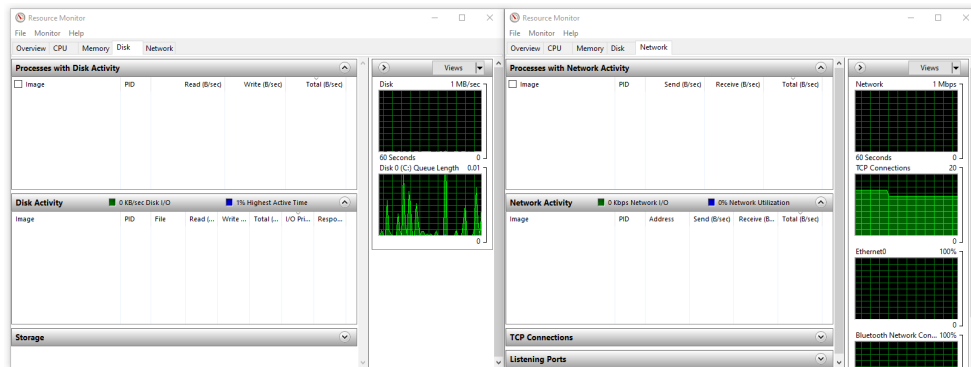 Resource Monitor
File Monitor Help
Overview CPU Memory Disk Network
Processes with Disk Activity
Image PID Read (B/sec) Write (B/sec) Total (B/sec)
Disk Activity 0 KB/sec Disk I/O 1% Highest Active Time
Image PID File Read (... Write ... Total (... I/O Pri... Respo...
Storage
Views
Disk 1 MB/sec
60 Seconds 0
Disk 0 (C:) Queue Length 0.01
0
Resource Monitor
File Monitor Help
Overview CPU Memory Disk Network
Processes with Network Activity
Image PID Send (B/sec) Receive (B/sec) Total (B/sec)
Network Activity 0 Kbps Network I/O 0% Network Utilization
Image PID Address Send (B/sec) Receive (B... Total (B/sec)
TCP Connections
Listening Ports
Views
Network 1 Mbps
60 Seconds 0
TCP Connections 20
0
Ethernet0 100%
0
Bluetooth Network Con... 100%